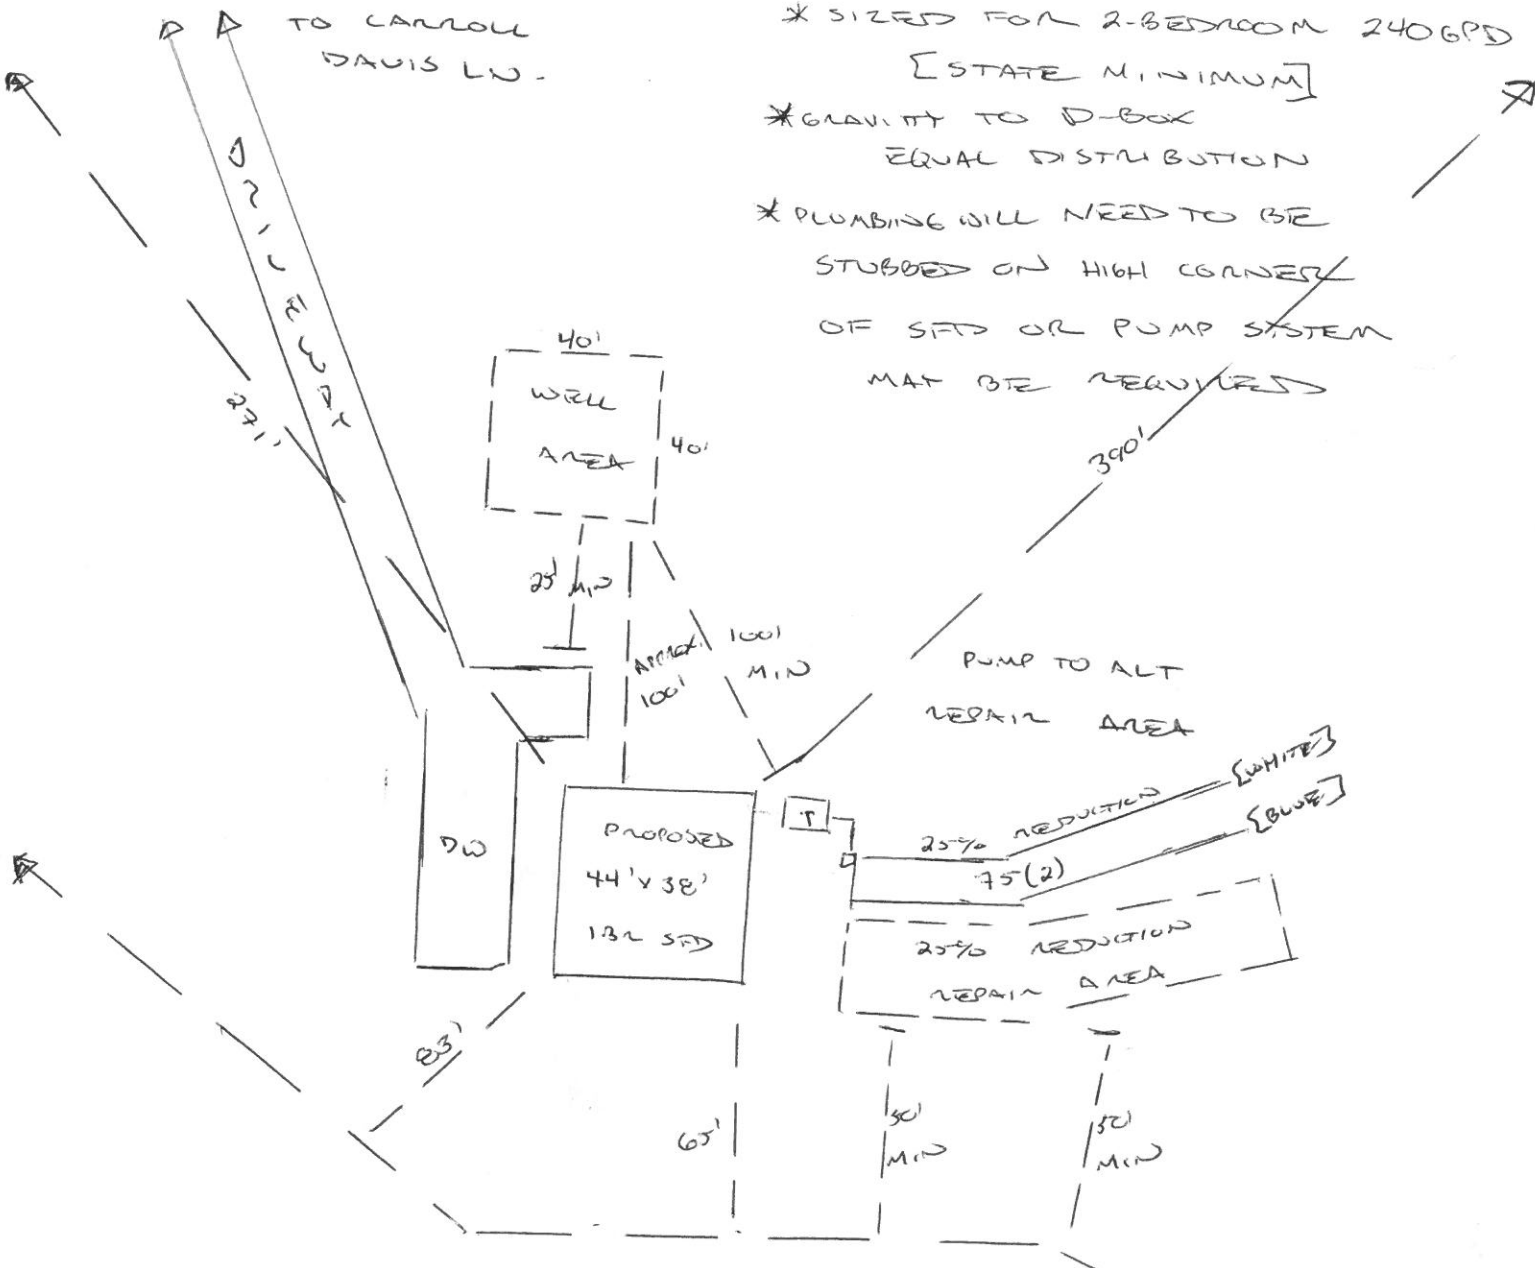 TO CARROLL
DAVIS LN.
* SIZED FOR 2-BEDROOM 240GPD
[STATE MINIMUM]
* GRAVITY TO D-BOX
EQUAL DISTRIBUTION
* PLUMBING WILL NEED TO BE
STUBBED ON HIGH CORNER
OF SFD OR PUMP SYSTEM
MAY BE REQUIRED
DRIVEWAY
271'
40'
WELL
AREA
40'
390'
25' MIN
APPROX.
100'
100'
MIN
PUMP TO ALT
REPAIR AREA
[WHITE]
[BLUE]
T
25% REDUCTION
75(2)
DW
PROPOSED
44'x38'
1BR SFD
25% REDUCTION
REPAIR AREA
83'
65'
50'
MIN
50'
MIN